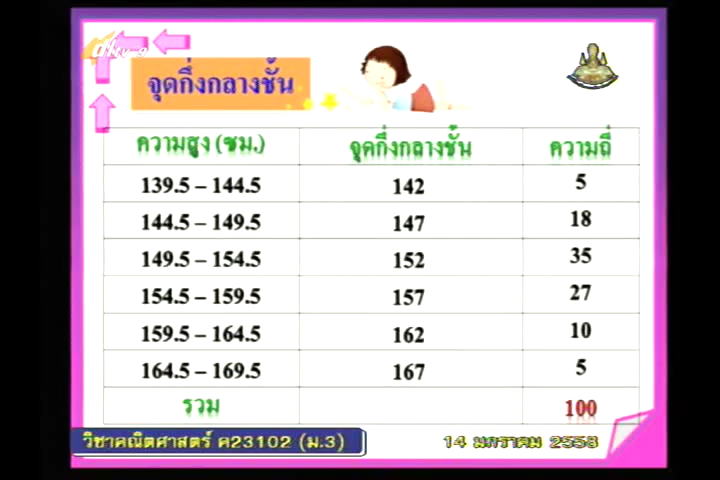 จุดกึ่งกลางชั้น
ความสูง (ซม.) จุดกึ่งกลางชั้น ความถี่
139.5 – 144.5 142 5
144.5 – 149.5 147 18
149.5 – 154.5 152 35
154.5 – 159.5 157 27
159.5 – 164.5 162 10
164.5 – 169.5 167 5
รวม 100
วิชาคณิตศาสตร์ ค23102 (ม.3) 14 มกราคม 2553